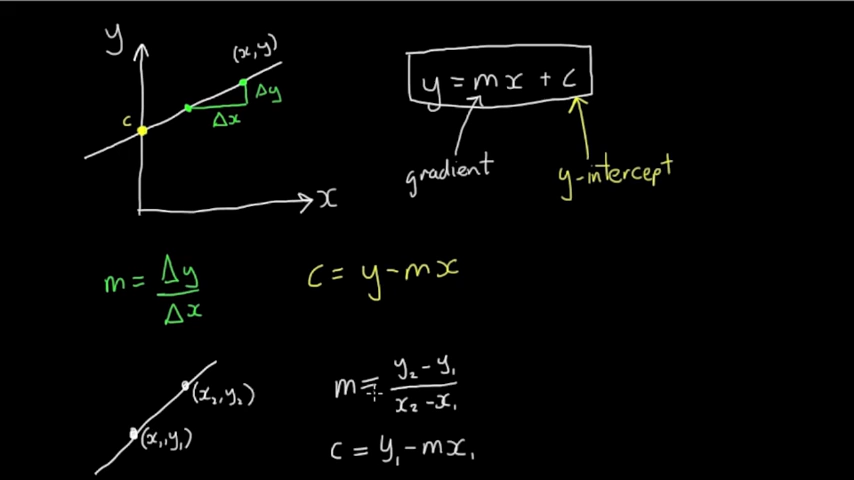 y
(x,y)
y = mx + c
Δy
c
Δx
gradient
y-intercept
x
m = Δy/Δx
c = y - mx
m = y₂ - y₁/x₂ - x₁
(x₂, y₂)
(x₁, y₁)
c = y₁ - mx₁